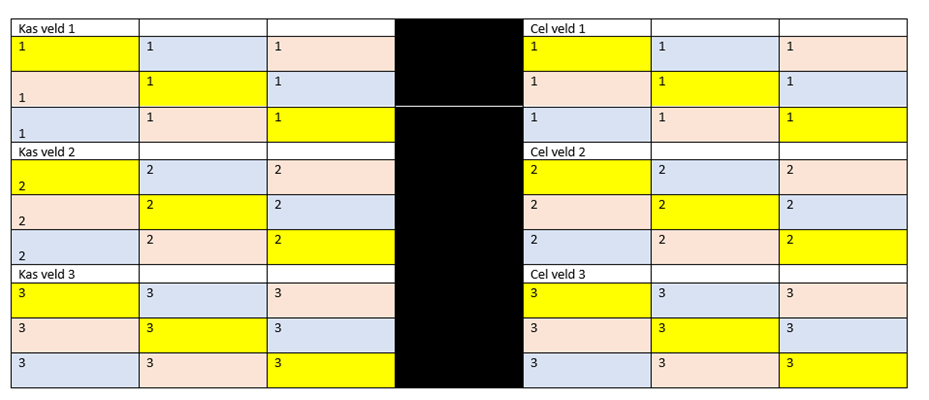 Kas veld 1 Cel veld 1
1 1 1 1 1 1
1 1 1 1 1 1
1 1 1 1 1 1
Kas veld 2 Cel veld 2
2 2 2 2 2 2
2 2 2 2 2 2
2 2 2 2 2 2
Kas veld 3 Cel veld 3
3 3 3 3 3 3
3 3 3 3 3 3
3 3 3 3 3 3